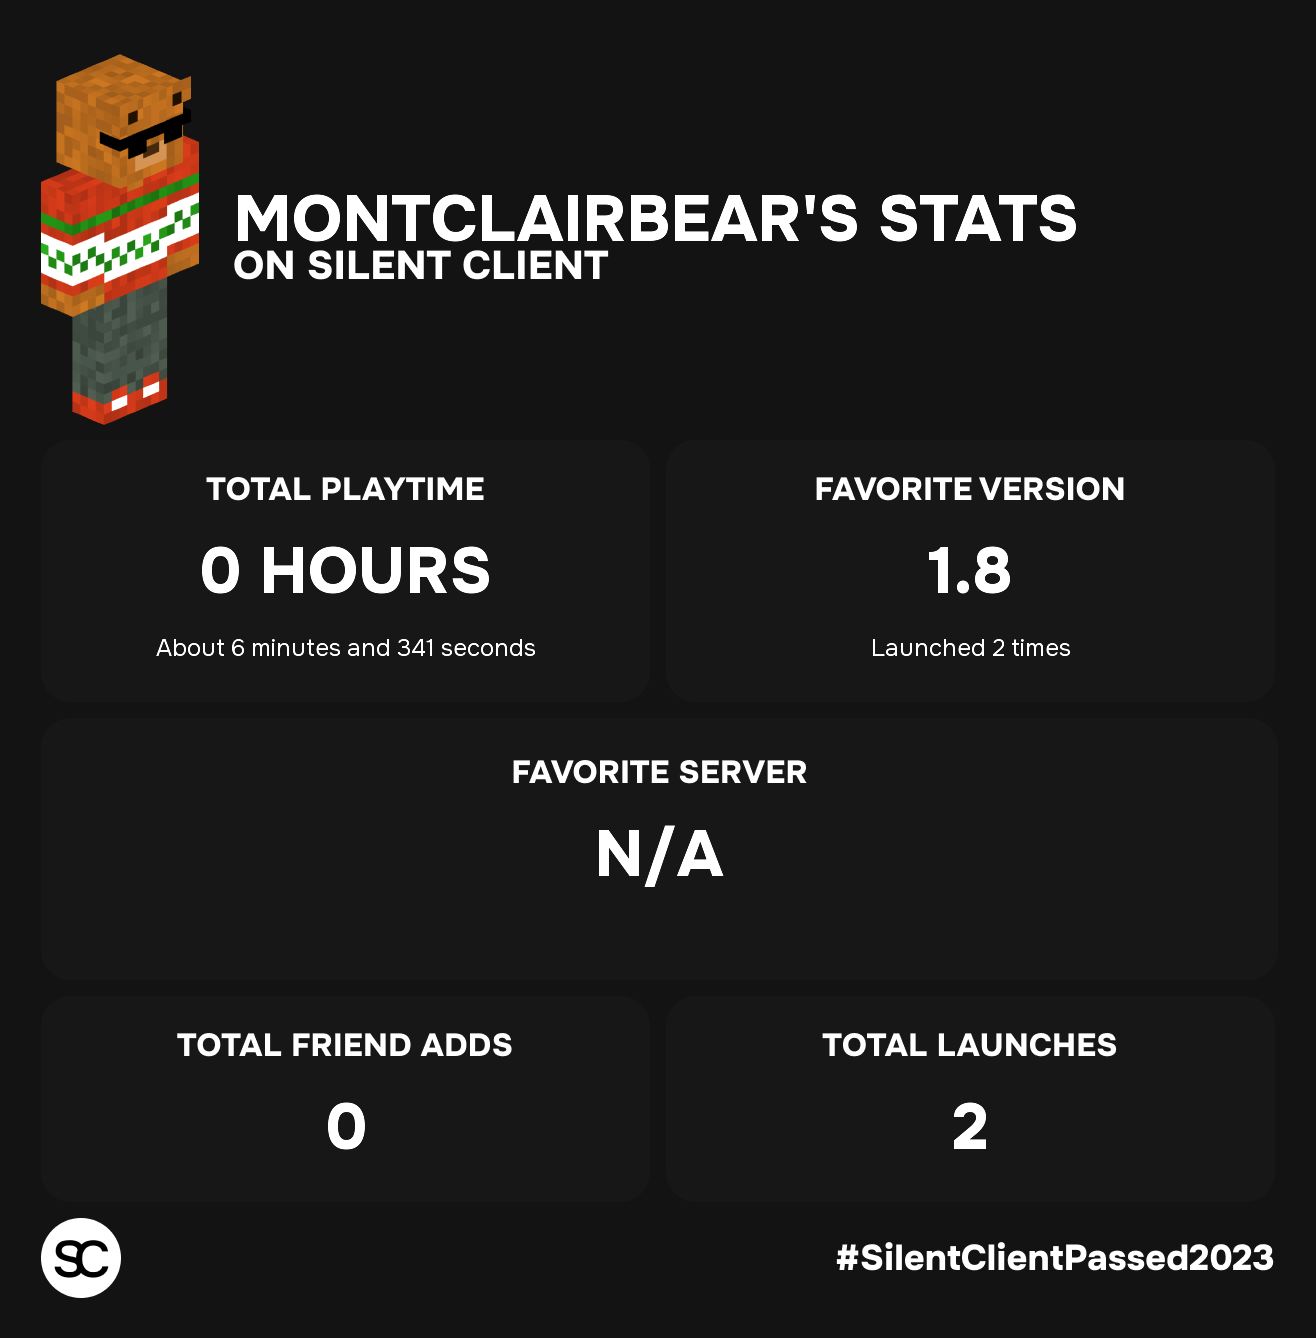 MONTCLAIRBEAR'S STATS
ON SILENT CLIENT
TOTAL PLAYTIME
0 HOURS
About 6 minutes and 341 seconds
FAVORITE VERSION
1.8
Launched 2 times
FAVORITE SERVER
N/A
TOTAL FRIEND ADDS
0
TOTAL LAUNCHES
2
SC
#SilentClientPassed2023